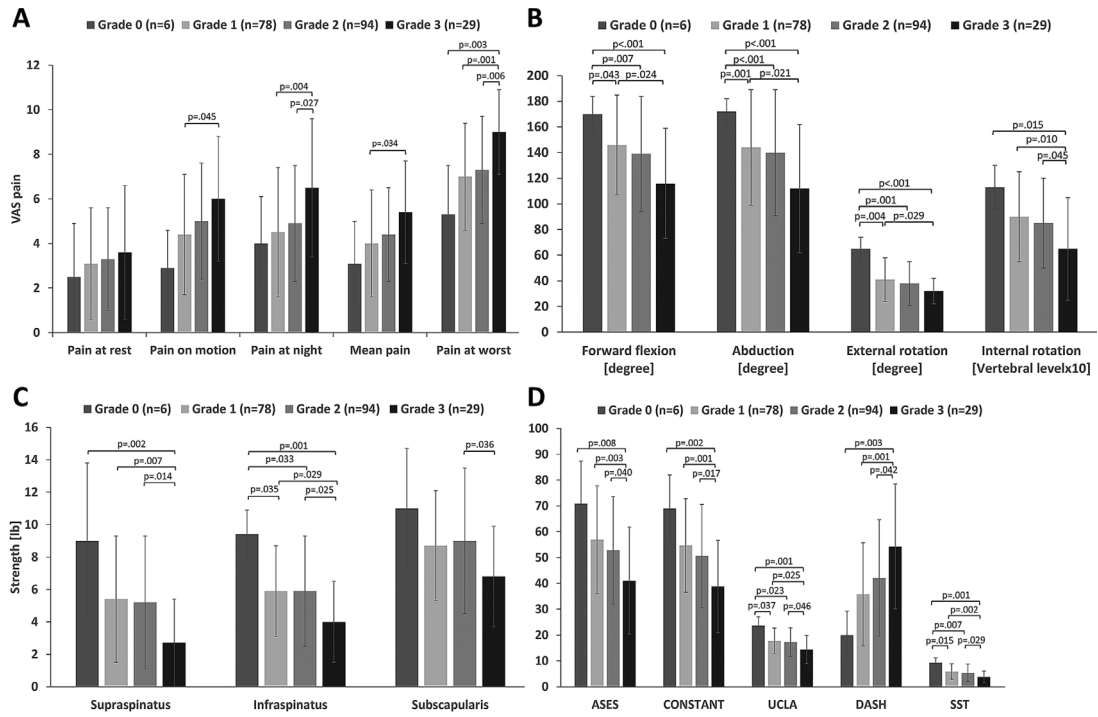 A
Grade 0 (n=6) Grade 1 (n=78) Grade 2 (n=94) Grade 3 (n=29)
p=.003
p=.001
p=.006
p=.004
p=.027
p=.045
p=.034
VAS pain
12
10
8
6
4
2
0
Pain at rest Pain on motion Pain at night Mean pain Pain at worst
B
Grade 0 (n=6) Grade 1 (n=78) Grade 2 (n=94) Grade 3 (n=29)
p<.001 p<.001
p=.007 p<.001
p=.043 p=.024 p=.001 p=.021
p=.015
p=.010
p=.045
p<.001
p=.001
p=.004 p=.029
200
180
160
140
120
100
80
60
40
20
0
Forward flexion Abduction External rotation Internal rotation
[degree] [degree] [degree] [Vertebral levelx10]
C
Grade 0 (n=6) Grade 1 (n=78) Grade 2 (n=94) Grade 3 (n=29)
p=.002 p=.001 p=.036
p=.007 p=.033
p=.029
p=.014 p=.035 p=.025
Strength [lb]
16
14
12
10
8
6
4
2
0
Supraspinatus Infraspinatus Subscapularis
D
Grade 0 (n=6) Grade 1 (n=78) Grade 2 (n=94) Grade 3 (n=29)
p=.008 p=.002 p=.003
p=.003 p=.001 p=.001
p=.040 p=.017 p=.042
p=.001
p=.025
p=.023
p=.037 p=.046
p=.001
p=.002
p=.007
p=.015 p=.029
100
90
80
70
60
50
40
30
20
10
0
ASES CONSTANT UCLA DASH SST